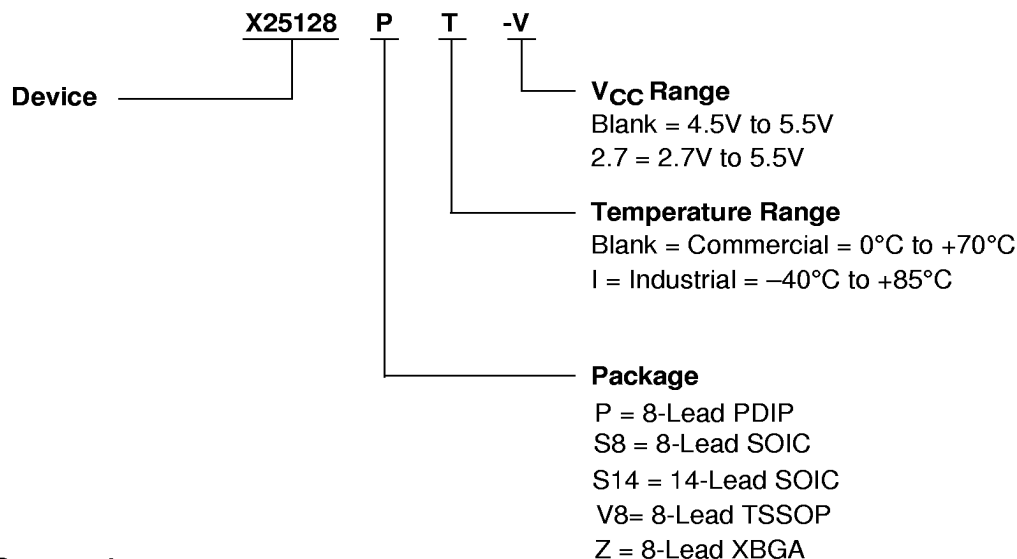 X25128 P T -V
Device
VCC Range
Blank = 4.5V to 5.5V
2.7 = 2.7V to 5.5V
Temperature Range
Blank = Commercial = 0°C to +70°C
I = Industrial = –40°C to +85°C
Package
P = 8-Lead PDIP
S8 = 8-Lead SOIC
S14 = 14-Lead SOIC
V8= 8-Lead TSSOP
Z = 8-Lead XBGA